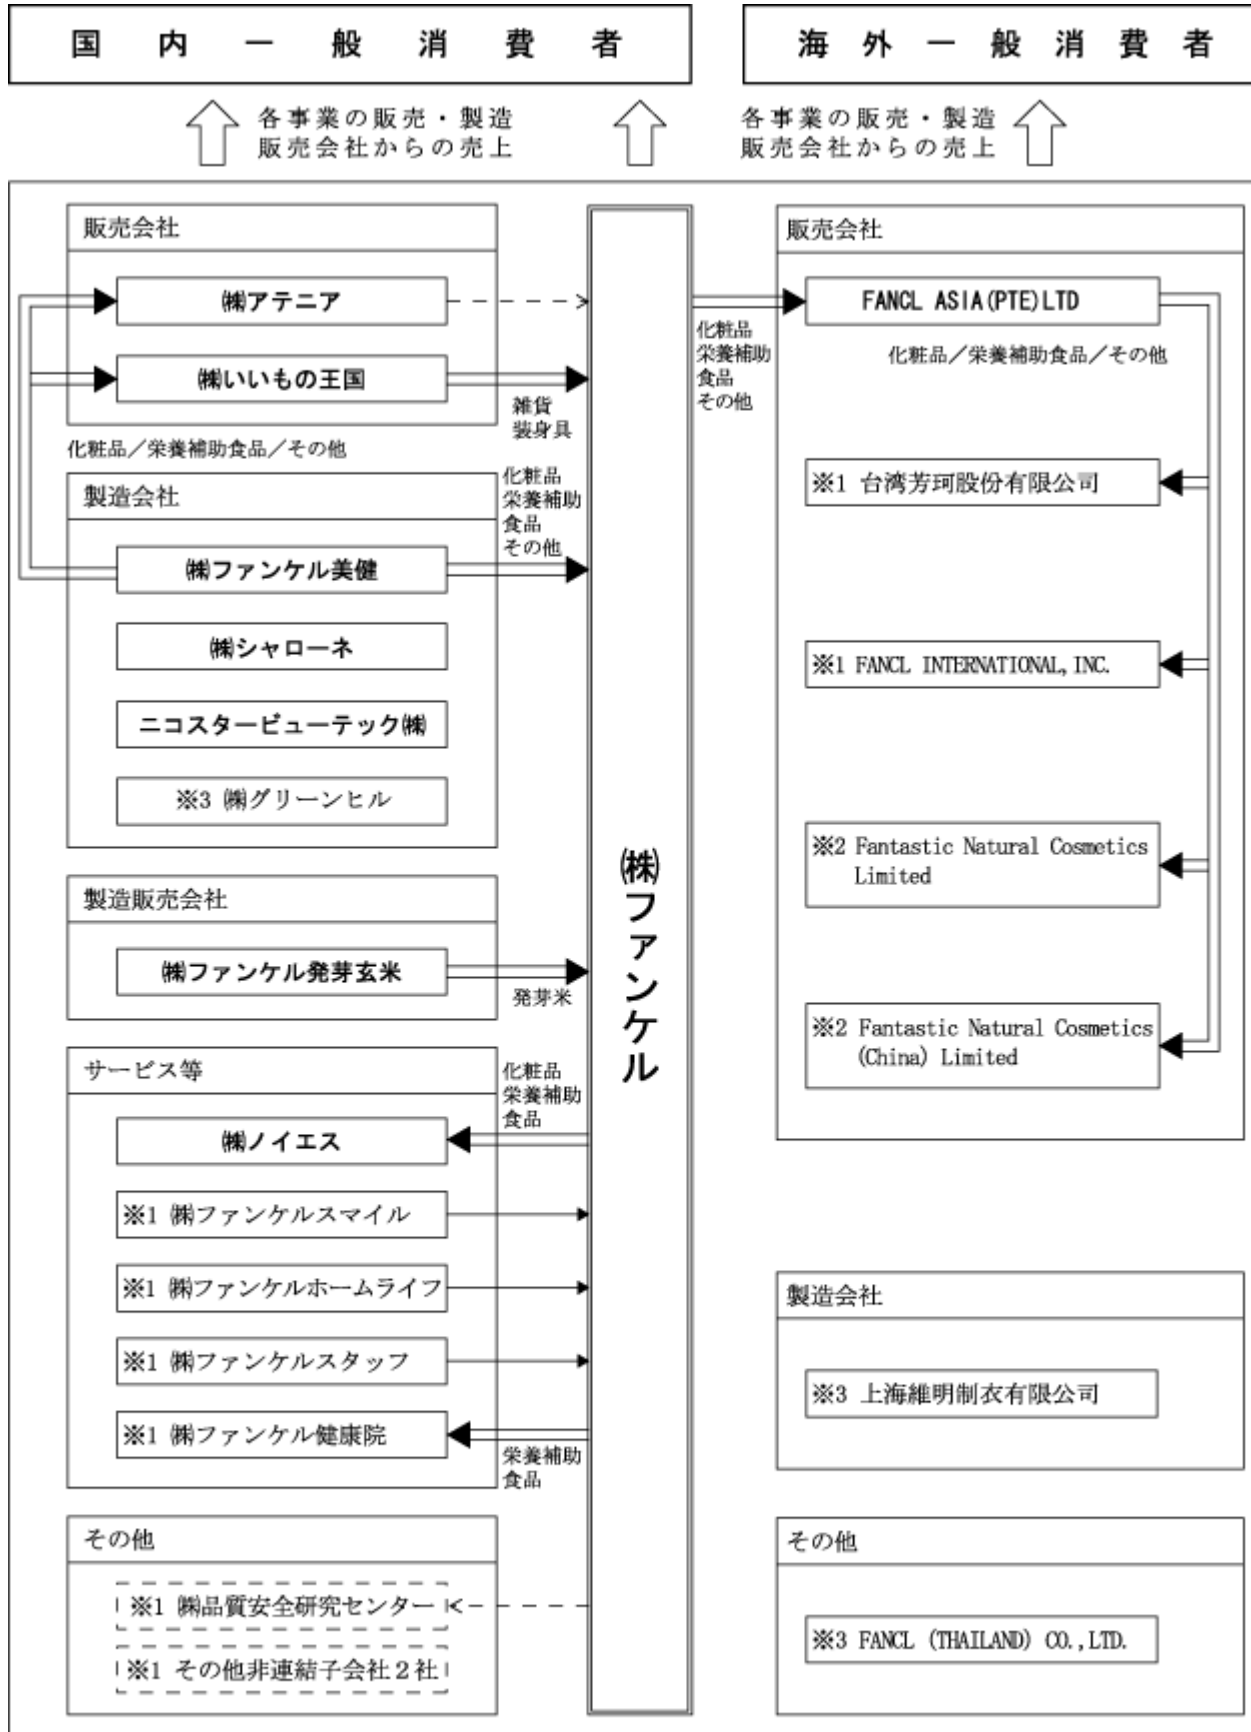 国内一般消費者
海外一般消費者
各事業の販売・製造
販売会社からの売上
各事業の販売・製造
販売会社からの売上
販売会社
㈱アテニア
㈱いいもの王国
雑貨
装身具
化粧品／栄養補助食品／その他
製造会社
化粧品
栄養補助
食品
その他
㈱ファンケル美健
㈱シャローネ
ニコスタービューテック㈱
※3 ㈱グリーンヒル
製造販売会社
㈱ファンケル発芽玄米
発芽米
サービス等
化粧品
栄養補助
食品
㈱ノイエス
※1 ㈱ファンケルスマイル
※1 ㈱ファンケルホームライフ
※1 ㈱ファンケルスタッフ
※1 ㈱ファンケル健康院
栄養補助
食品
その他
※1 ㈱品質安全研究センター
※1 その他非連結子会社２社
㈱ファンケル
化粧品
栄養補助
食品
その他
販売会社
FANCL ASIA(PTE)LTD
化粧品／栄養補助食品／その他
※1 台湾芳珂股份有限公司
※1 FANCL INTERNATIONAL,INC.
※2 Fantastic Natural Cosmetics
Limited
※2 Fantastic Natural Cosmetics
(China) Limited
製造会社
※3 上海維明制衣有限公司
その他
※3 FANCL (THAILAND) CO.,LTD.